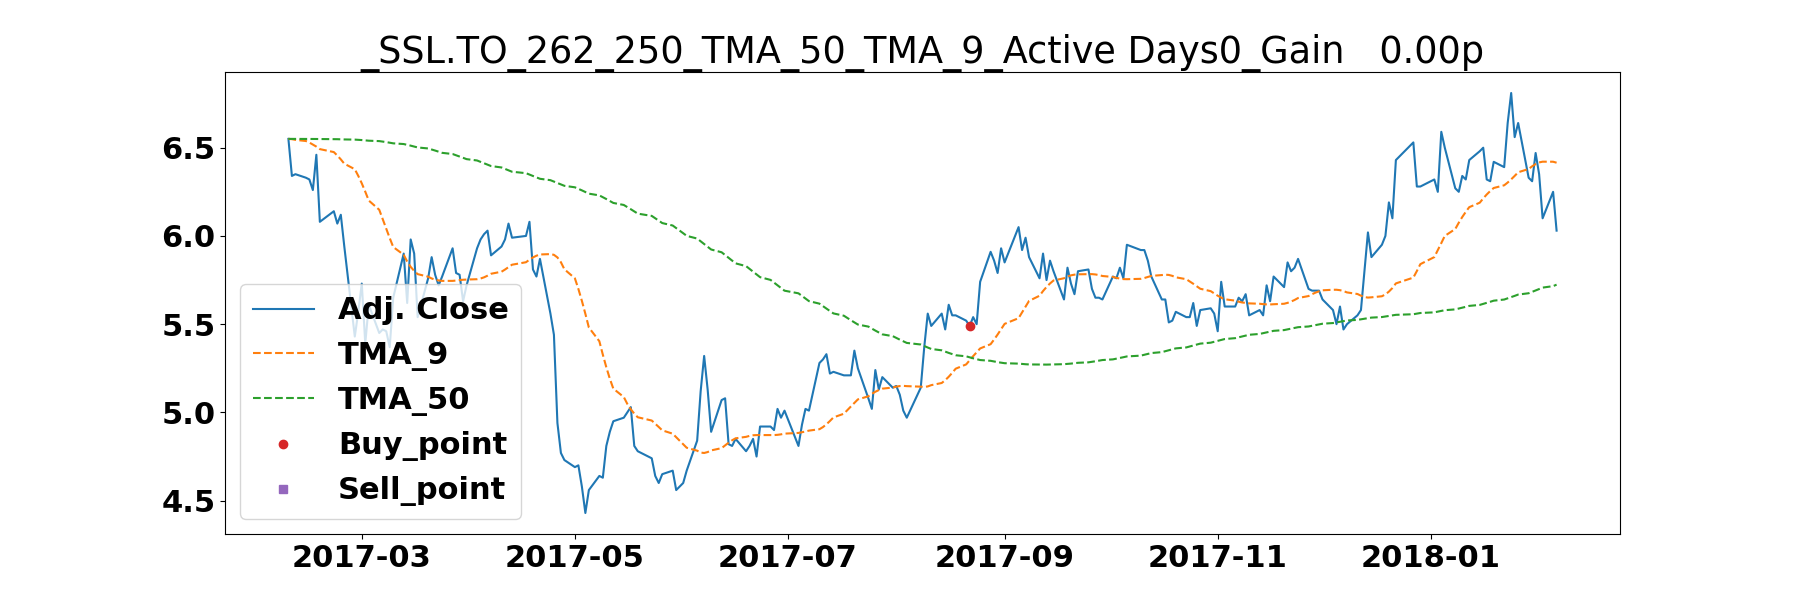 _SSL.TO_262_250_TMA_50_TMA_9_Active Days0_Gain   0.00p
6.5
6.0
5.5
5.0
4.5
Adj. Close
TMA_9
TMA_50
Buy_point
Sell_point
2017-03 2017-05 2017-07 2017-09 2017-11 2018-01